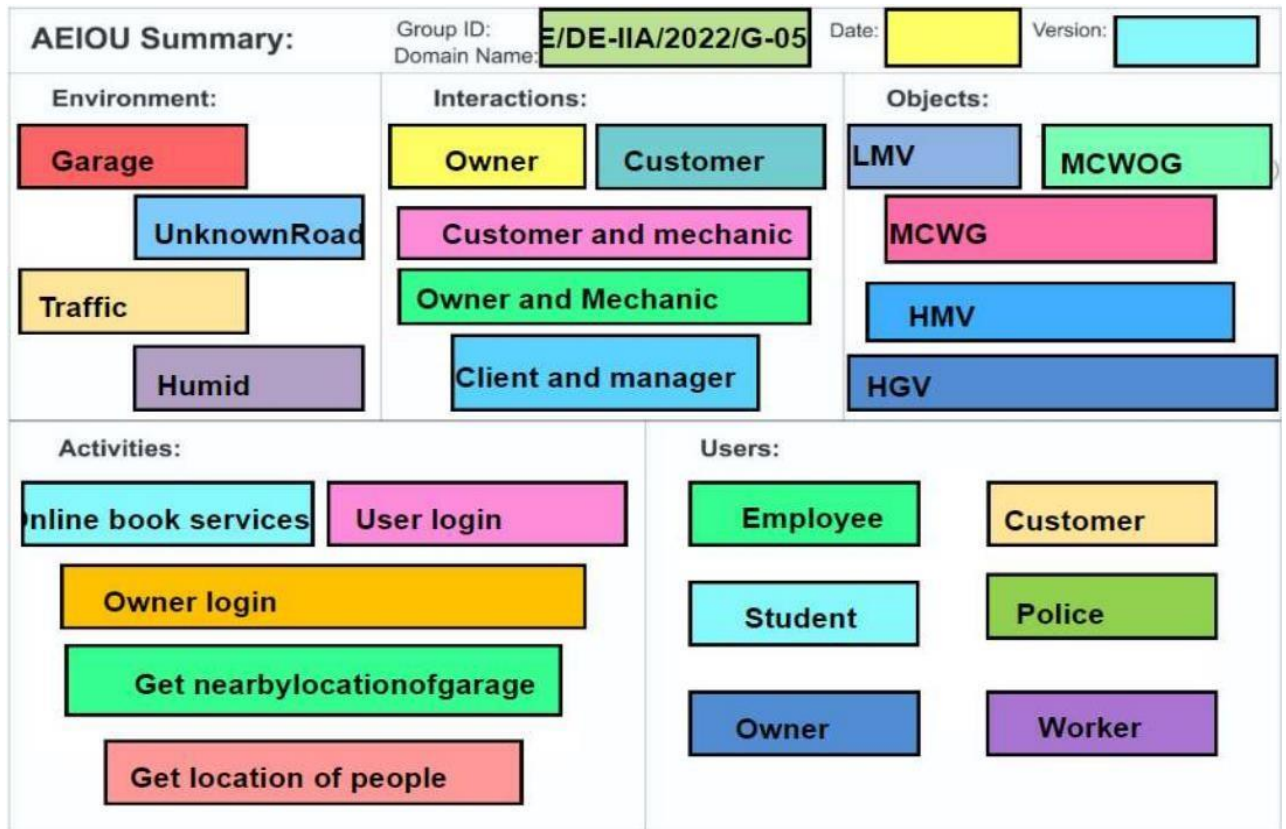 AEIOU Summary:
Group ID:
Domain Name:
E/DE-IIA/2022/G-05
Date:
Version:
Environment:
Garage
UnknownRoad
Traffic
Humid
Interactions:
Owner
Customer
Customer and mechanic
Owner and Mechanic
Client and manager
Objects:
LMV
MCWOG
MCWG
HMV
HGV
Activities:
nline book services
User login
Owner login
Get nearbylocationofgarage
Get location of people
Users:
Employee
Customer
Student
Police
Owner
Worker